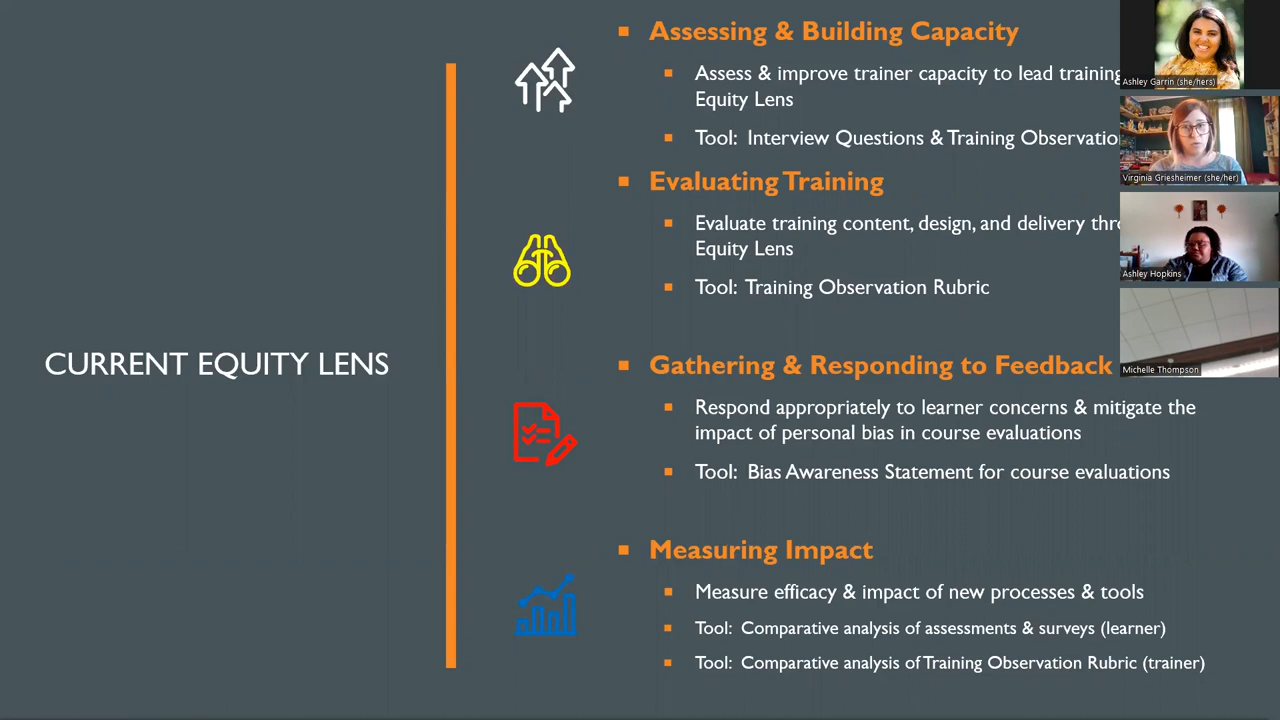 CURRENT EQUITY LENS
Assessing & Building Capacity
Assess & improve trainer capacity to lead training
Equity Lens
Tool: Interview Questions & Training
Evaluating Training
Evaluate training content, design, and delivery
Equity Lens
Tool: Training Observation Rubric
Gathering & Responding to Feedback
Respond appropriately to learner concerns & mitigate the
impact of personal bias in course evaluations
Tool: Bias Awareness Statement for course evaluations
Measuring Impact
Measure efficacy & impact of new processes & tools
Tool: Comparative analysis of assessments & surveys (learner)
Tool: Comparative analysis of Training Observation Rubric (trainer)
Ashley Garrin (she/hers)
Virginia Griesheimer (she/her)
Ashley Hopkins
Michelle Thompson